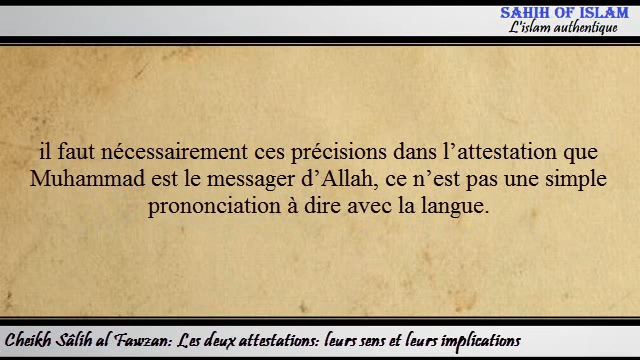 SAHIH OF ISLAM
L'islam authentique
il faut nécessairement ces précisions dans l’attestation que
Muhammad est le messager d’Allah, ce n’est pas une simple
prononciation à dire avec la langue.
Cheikh Sâlih al Fawzan: Les deux attestations: leurs sens et leurs implications